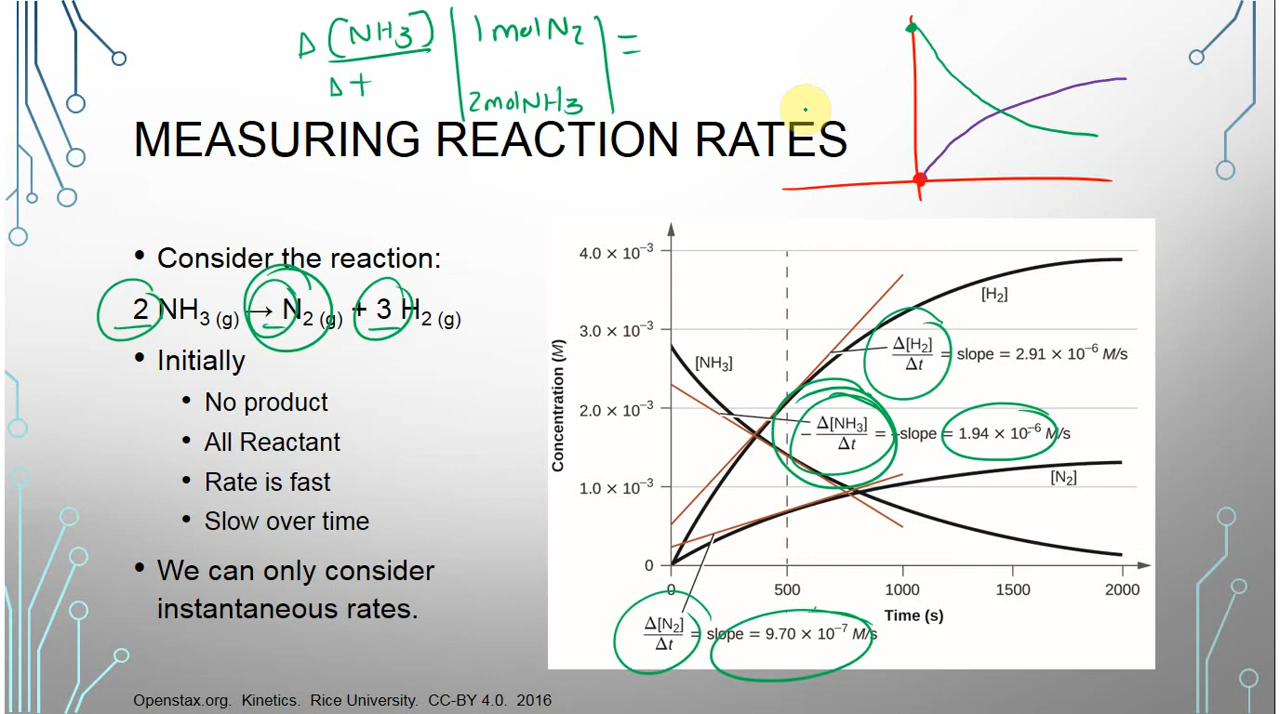 Δ [NH3] | 1 mol N2 | =
Δt | 2 mol NH3
MEASURING REACTION RATES
• Consider the reaction:
2 NH₃ (g) → N₂ (g) + 3 H₂ (g)
• Initially
• No product
• All Reactant
• Rate is fast
• Slow over time
• We can only consider
instantaneous rates.
Concentration (M)
4.0 × 10⁻³
3.0 × 10⁻³
2.0 × 10⁻³
1.0 × 10⁻³
0
[H₂]
Δ[H₂]/Δt = slope = 2.91 × 10⁻⁶ M/s
[NH₃]
−Δ[NH₃]/Δt = −slope = 1.94 × 10⁻⁶ M/s
[N₂]
0 500 1000 1500 2000
Time (s)
Δ[N₂]/Δt = slope = 9.70 × 10⁻⁷ M/s
Openstax.org. Kinetics. Rice University. CC-BY 4.0. 2016